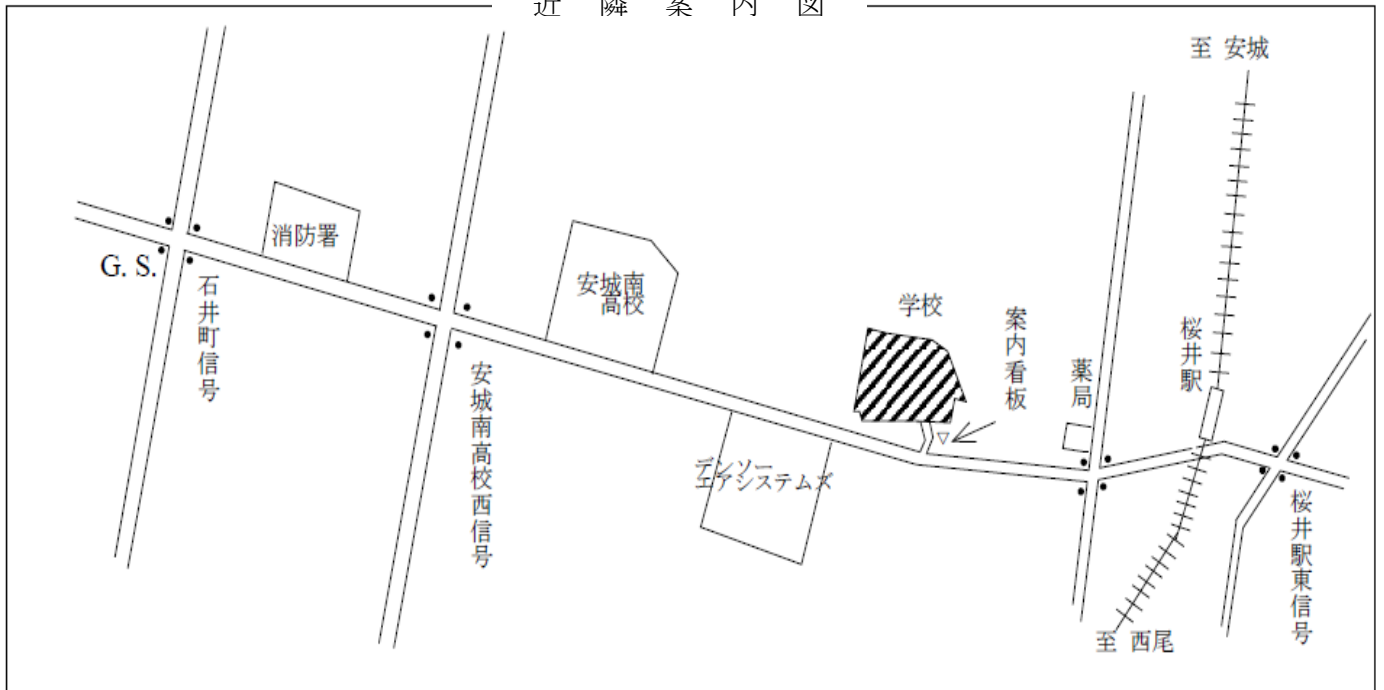 近隣案内図
至 安城
消防署
G. S.
石井町信号
安城南
高校
安城南高校西信号
学校
案内看板
薬局
桜井駅
デンソー
エアシステムズ
桜井駅東信号
至 西尾